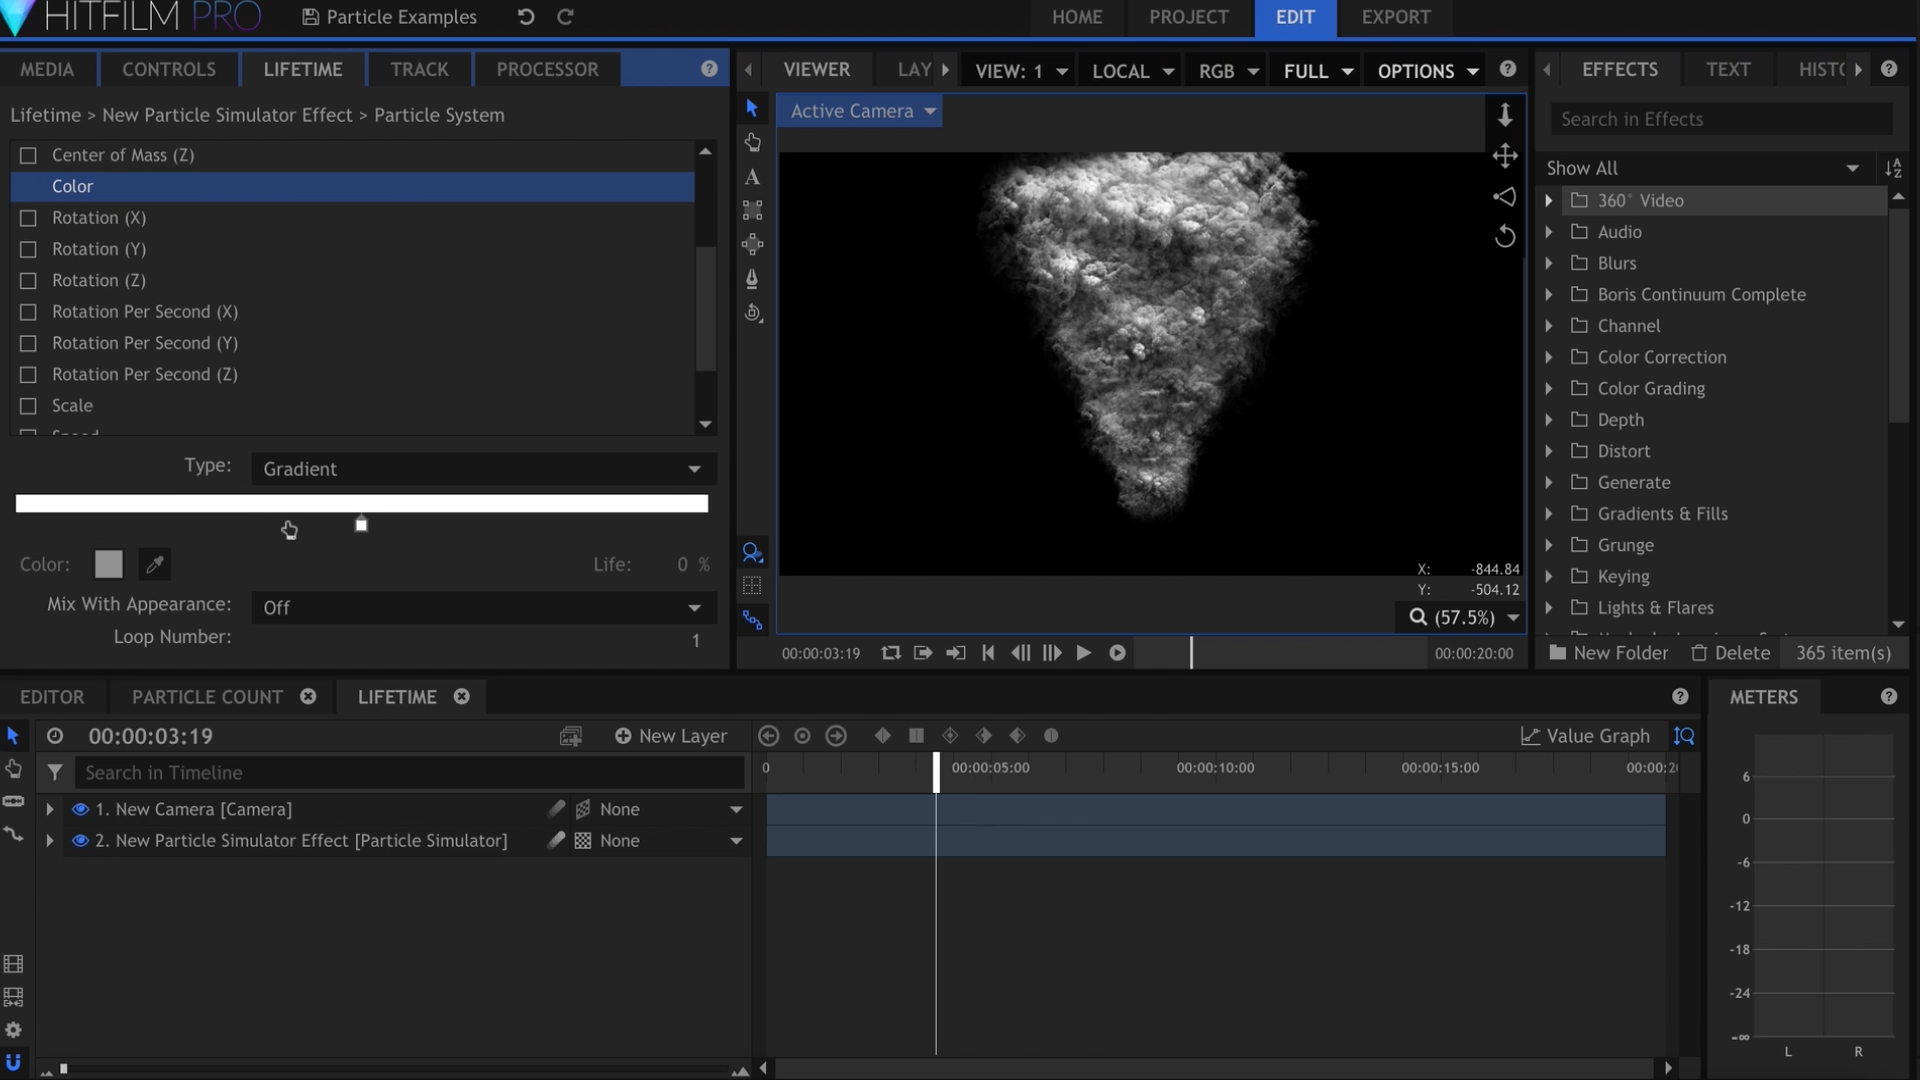 HITFILM PRO
Particle Examples
HOME
PROJECT
EDIT
EXPORT
MEDIA
CONTROLS
LIFETIME
TRACK
PROCESSOR
VIEWER
LAY
VIEW: 1
LOCAL
RGB
FULL
OPTIONS
EFFECTS
TEXT
HISTO
Lifetime > New Particle Simulator Effect > Particle System
Active Camera
Search in Effects
Center of Mass (Z)
Color
Rotation (X)
Rotation (Y)
Rotation (Z)
Rotation Per Second (X)
Rotation Per Second (Y)
Rotation Per Second (Z)
Scale
Speed
Type:
Gradient
Color:
Life: 0 %
Mix With Appearance:
Off
Loop Number:
1
X: -844.84
Y: -504.12
(57.5%)
00:00:03:19
00:00:20:00
Show All
360° Video
Audio
Blurs
Boris Continuum Complete
Channel
Color Correction
Color Grading
Depth
Distort
Generate
Gradients & Fills
Grunge
Keying
Lights & Flares
New Folder
Delete
365 item(s)
EDITOR
PARTICLE COUNT
LIFETIME
METERS
00:00:03:19
New Layer
Value Graph
Search in Timeline
0
00:00:05:00
00:00:10:00
00:00:15:00
00:00:2
1. New Camera [Camera]
None
2. New Particle Simulator Effect [Particle Simulator]
None
6
0
-6
-12
-18
-24
-∞
L
R